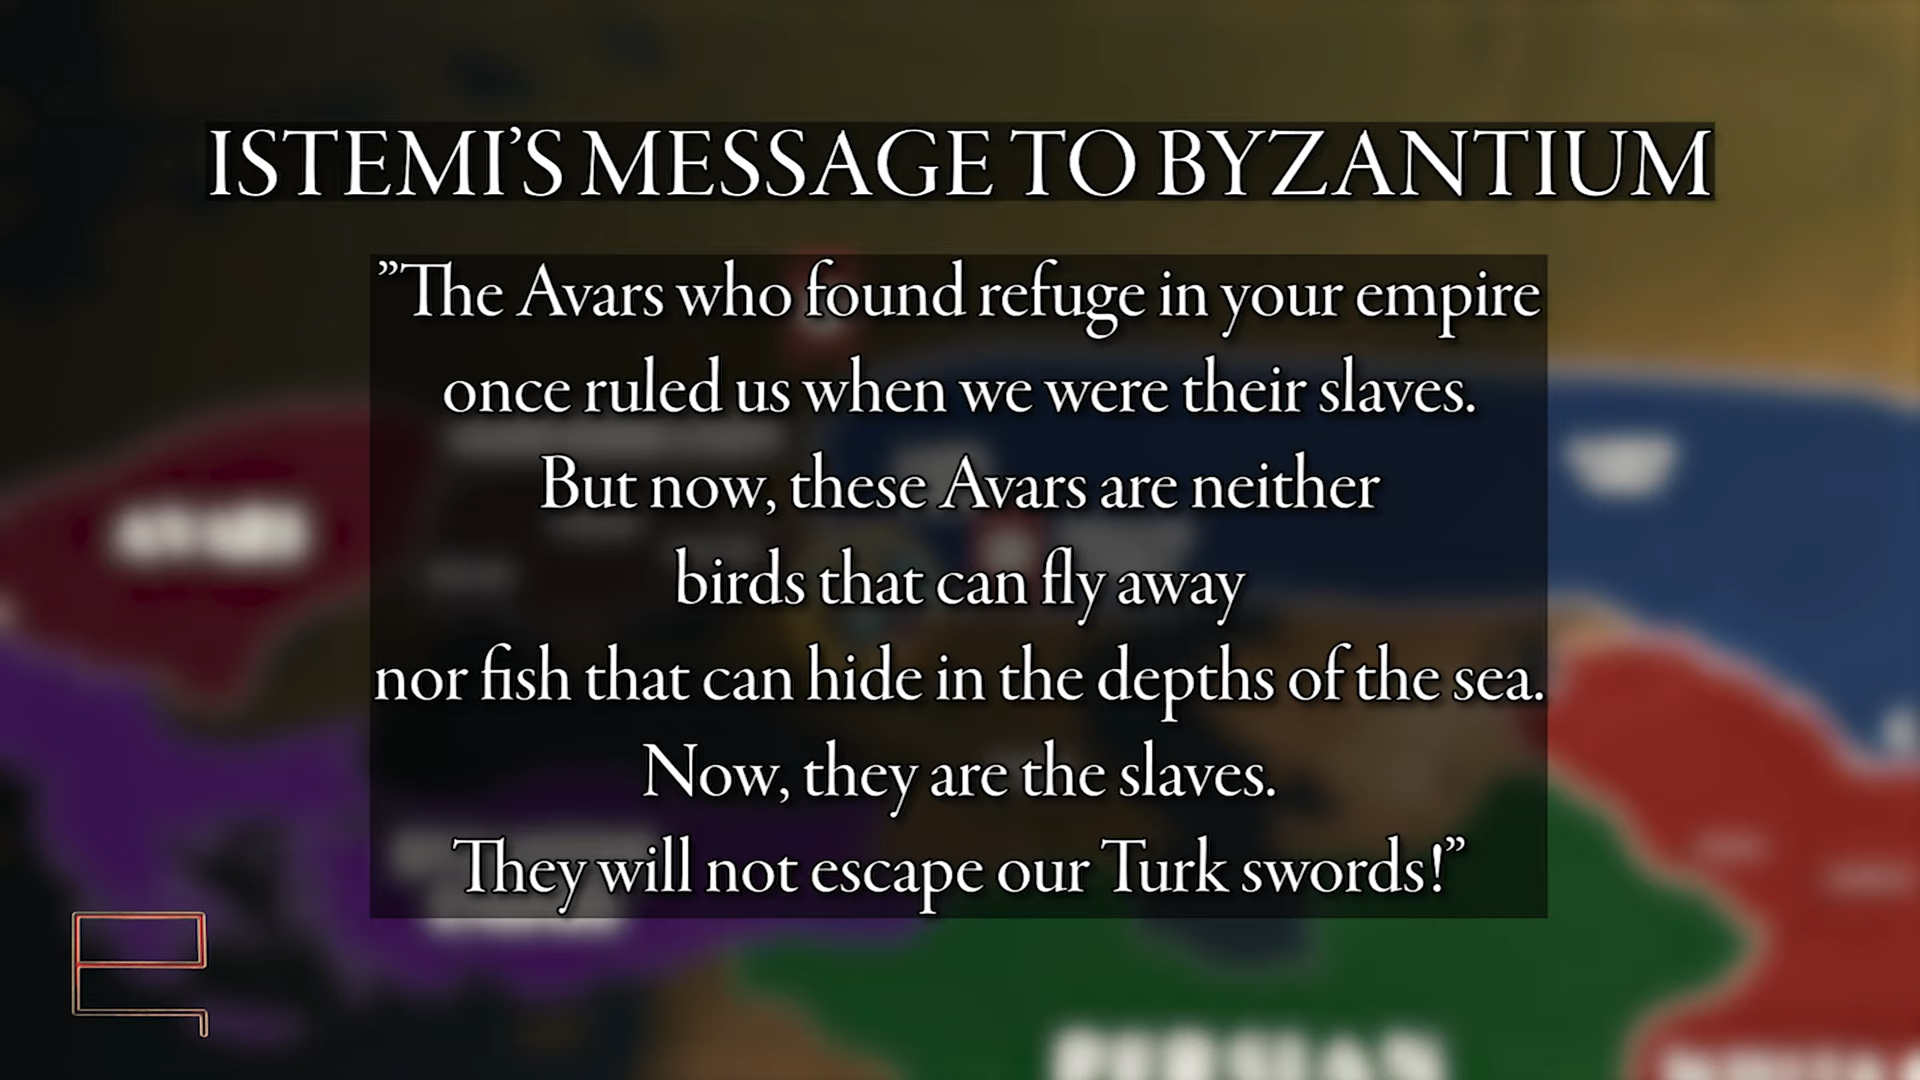 ISTEMI’S MESSAGE TO BYZANTIUM
”The Avars who found refuge in your empire
once ruled us when we were their slaves.
But now, these Avars are neither
birds that can fly away
nor fish that can hide in the depths of the sea.
Now, they are the slaves.
They will not escape our Turk swords!”
PERSIAN